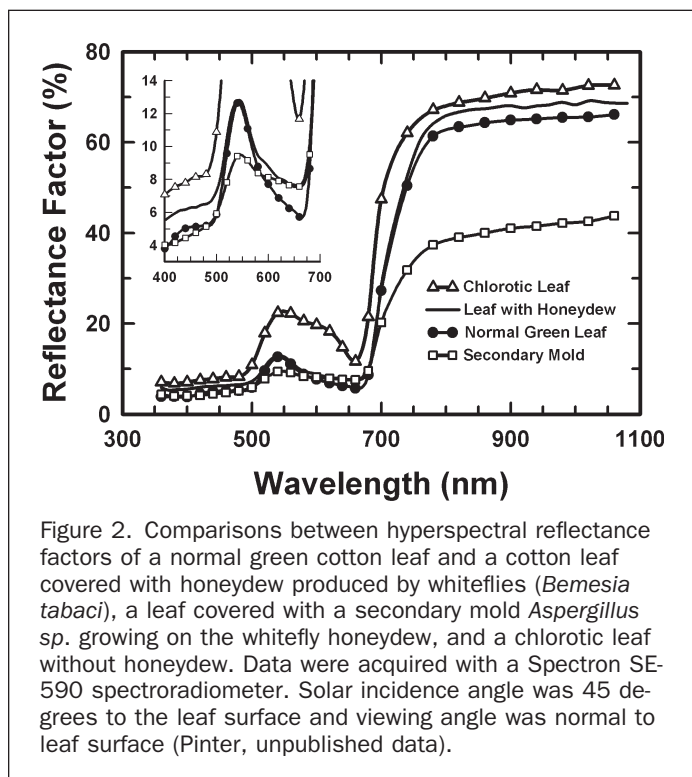 80
60
40
20
0
Reflectance Factor (%)
14
12
10
8
6
4
400 500 600 700
Chlorotic Leaf
Leaf with Honeydew
Normal Green Leaf
Secondary Mold
300 500 700 900 1100
Wavelength (nm)
Figure 2. Comparisons between hyperspectral reflectance
factors of a normal green cotton leaf and a cotton leaf
covered with honeydew produced by whiteflies (Bemesia
tabaci), a leaf covered with a secondary mold Aspergillus
sp. growing on the whitefly honeydew, and a chlorotic leaf
without honeydew. Data were acquired with a Spectron SE-
590 spectroradiometer. Solar incidence angle was 45 de-
grees to the leaf surface and viewing angle was normal to
leaf surface (Pinter, unpublished data).